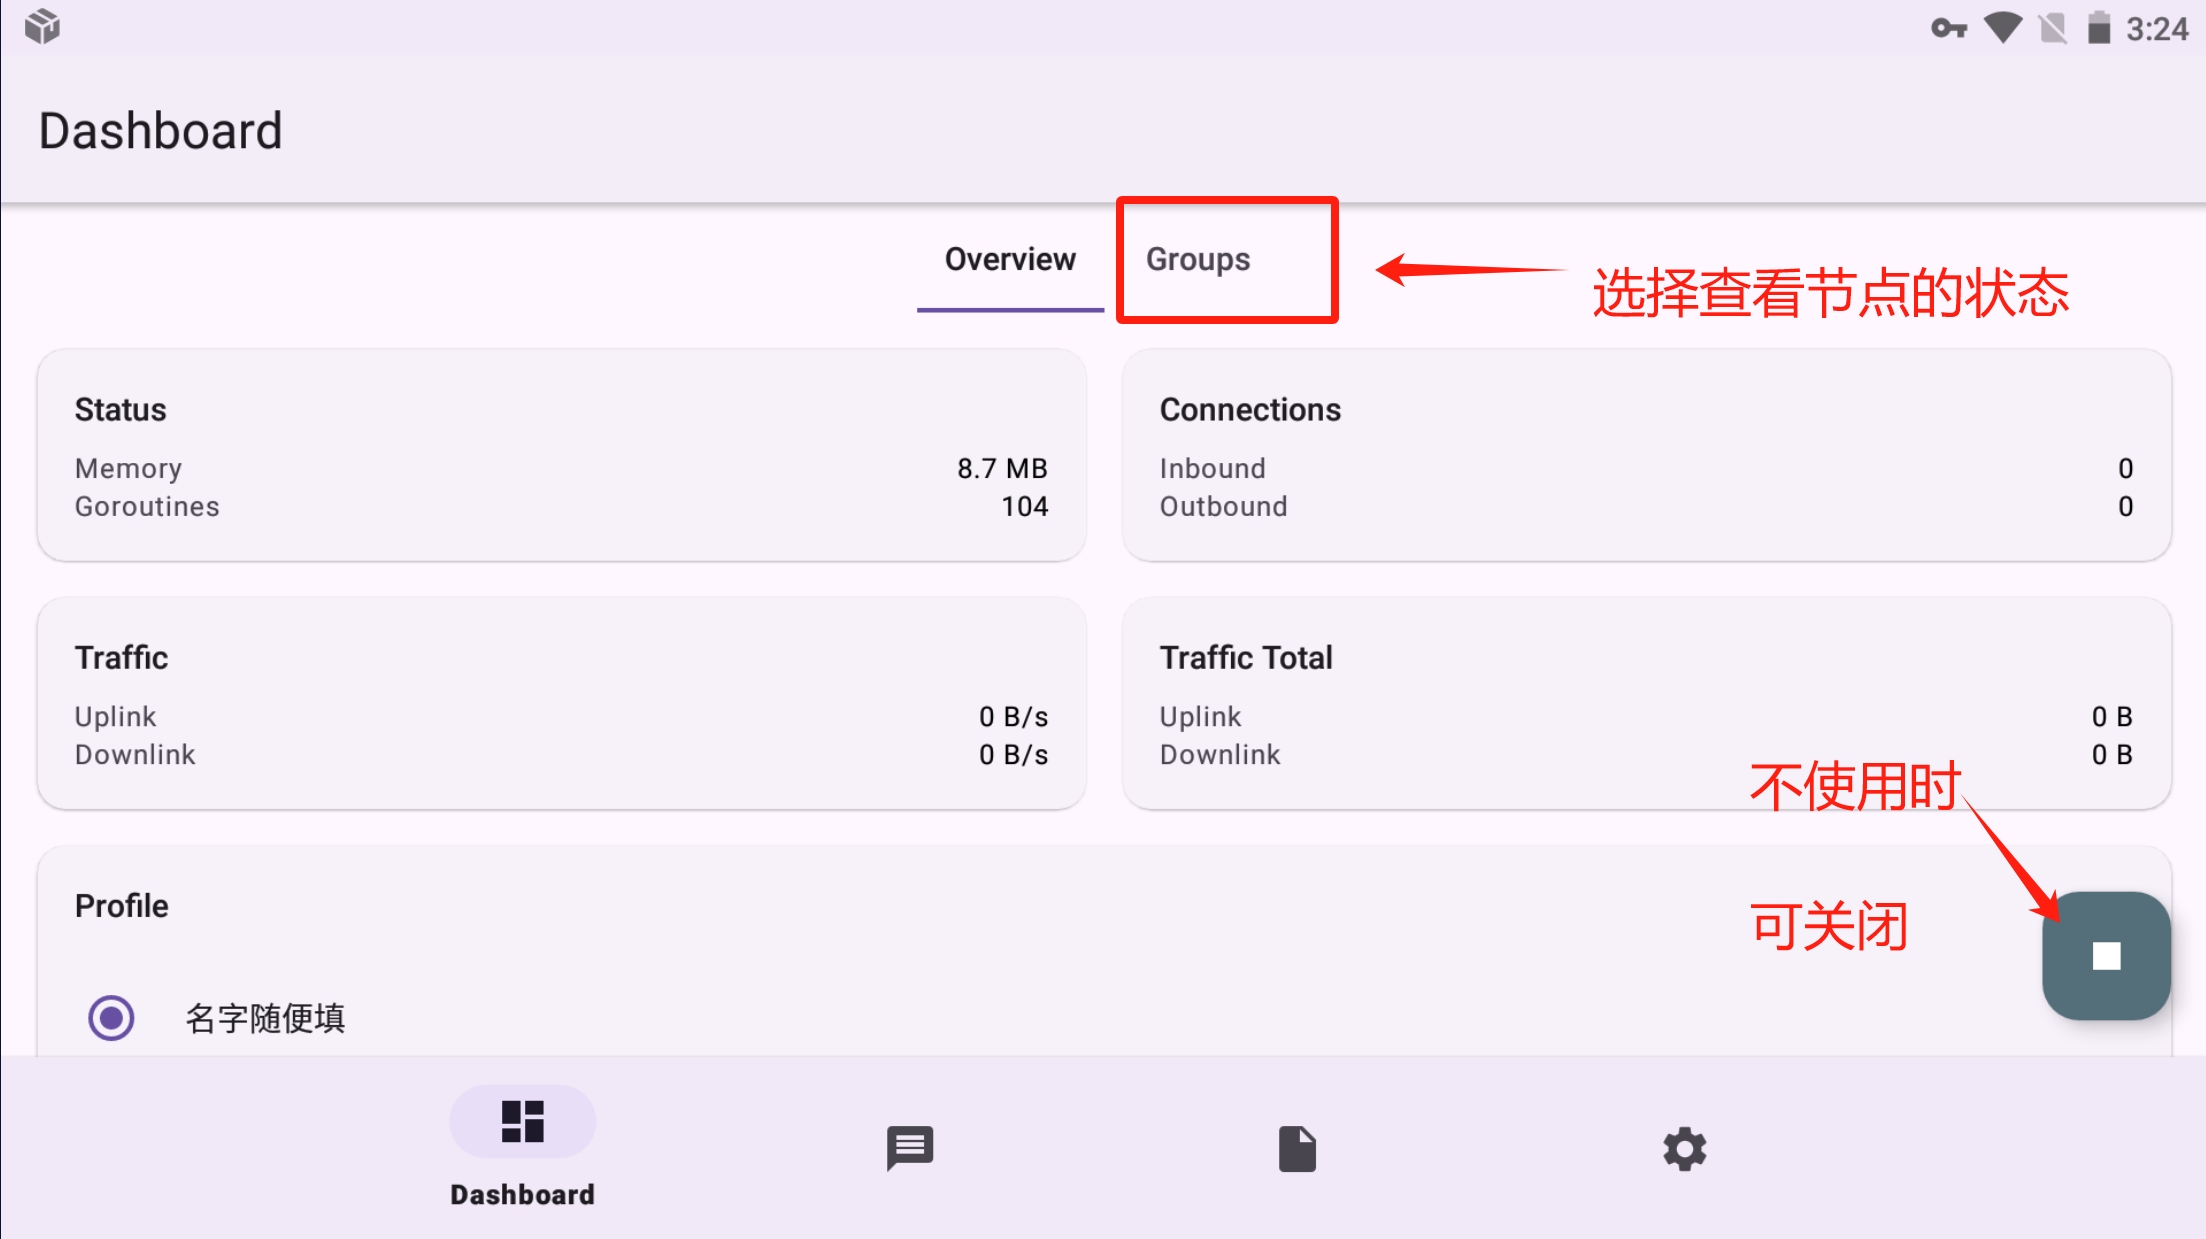 3:24
Dashboard
Overview
Groups
选择查看节点的状态
Status
Memory 8.7 MB
Goroutines 104
Connections
Inbound 0
Outbound 0
Traffic
Uplink 0 B/s
Downlink 0 B/s
Traffic Total
Uplink 0 B
Downlink 0 B
不使用时
可关闭
Profile
名字随便填
Dashboard